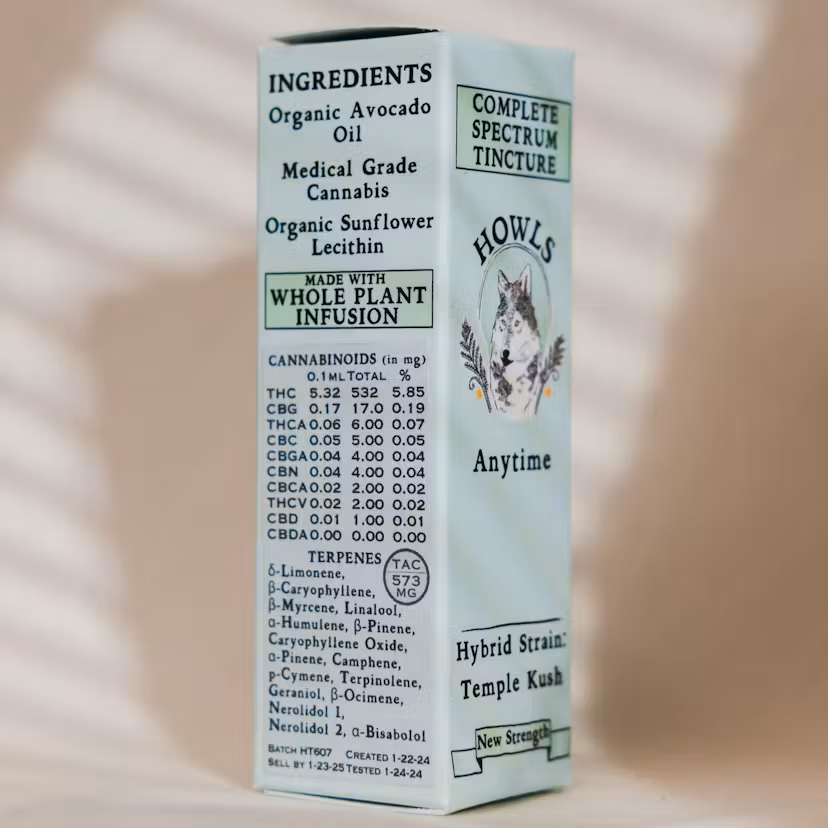 INGREDIENTS
Organic Avocado
Oil
Medical Grade
Cannabis
Organic Sunflower
Lecithin
MADE WITH
WHOLE PLANT
INFUSION
CANNABINOIDS (in mg)
0.1ML TOTAL %
THC 5.32 532 5.85
CBG 0.17 17.0 0.19
THCA 0.06 6.00 0.07
CBC 0.05 5.00 0.05
CBGA 0.04 4.00 0.04
CBN 0.04 4.00 0.04
CBCA 0.02 2.00 0.02
THCV 0.02 2.00 0.02
CBD 0.01 1.00 0.01
CBDA 0.00 0.00 0.00
TERPENES
TAC
573
MG
δ-Limonene,
β-Caryophyllene,
β-Myrcene, Linalool,
α-Humulene, β-Pinene,
Caryophyllene Oxide,
α-Pinene, Camphene,
p-Cymene, Terpinolene,
Geraniol, β-Ocimene,
Nerolidol 1,
Nerolidol 2, α-Bisabolol
BATCH HT607 CREATED 1-22-24
SELL BY 1-23-25 TESTED 1-24-24
COMPLETE
SPECTRUM
TINCTURE
HOWLS
Anytime
Hybrid Strain:
Temple Kush
New Strength